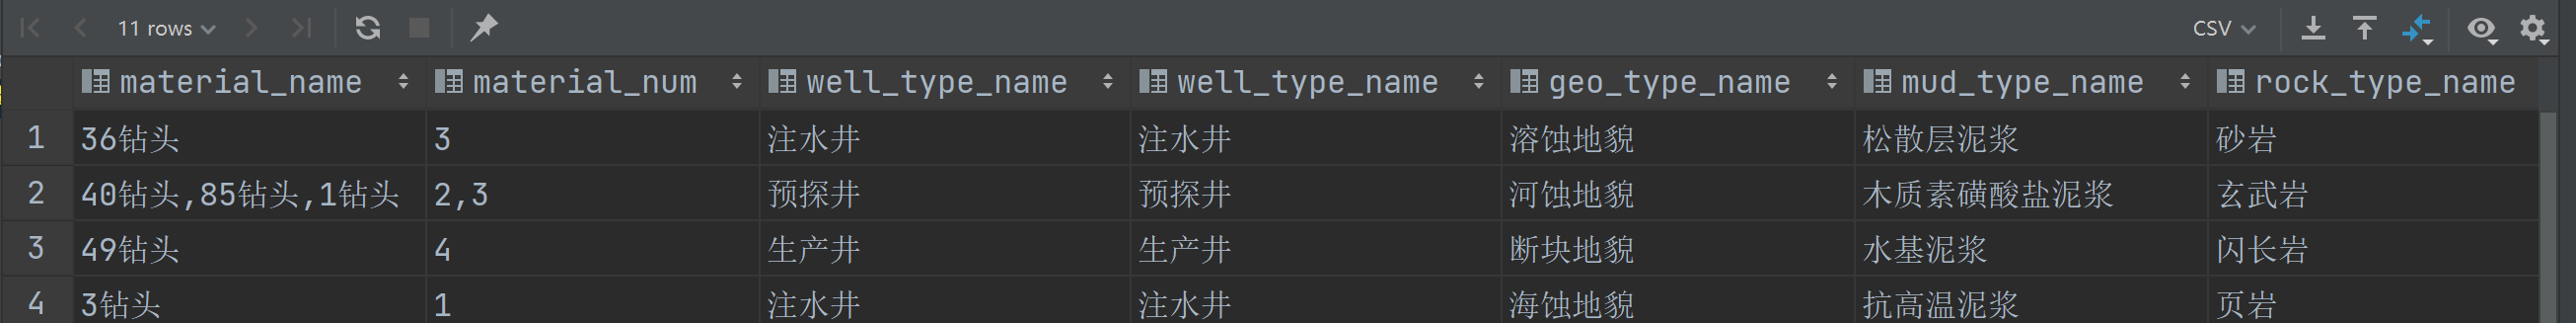 11 rows CSV
material_name material_num well_type_name well_type_name geo_type_name mud_type_name rock_type_name
1 36钻头 3 注水井 注水井 溶蚀地貌 松散层泥浆 砂岩
2 40钻头,85钻头,1钻头 2,3 预探井 预探井 河蚀地貌 木质素磺酸盐泥浆 玄武岩
3 49钻头 4 生产井 生产井 断块地貌 水基泥浆 闪长岩
4 3钻头 1 注水井 注水井 海蚀地貌 抗高温泥浆 页岩